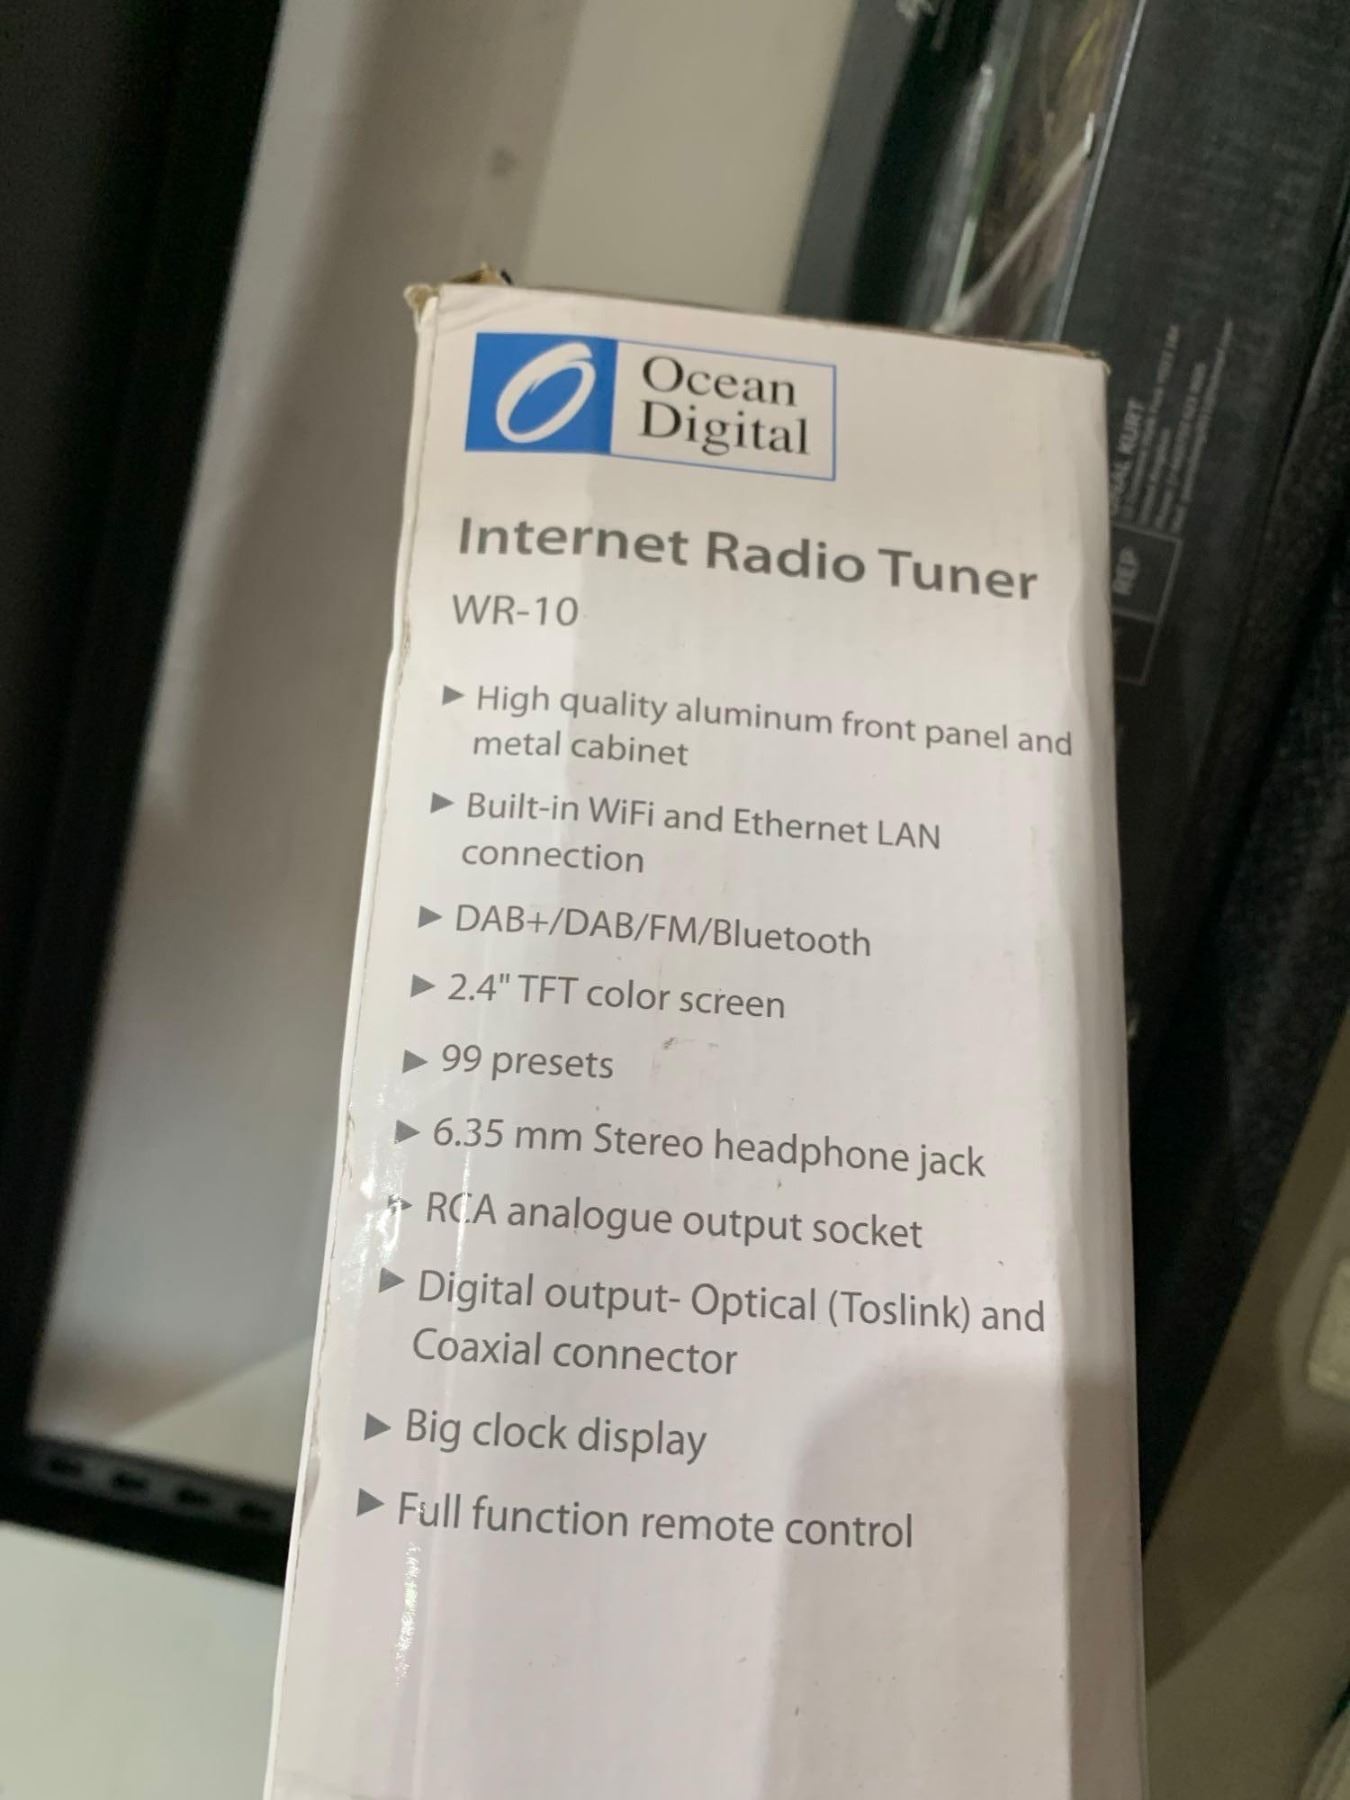 Ocean
Digital
Internet Radio Tuner
WR-10
▶ High quality aluminum front panel and
metal cabinet
▶ Built-in WiFi and Ethernet LAN
connection
▶ DAB+/DAB/FM/Bluetooth
▶ 2.4" TFT color screen
▶ 99 presets
▶ 6.35 mm Stereo headphone jack
▶ RCA analogue output socket
▶ Digital output- Optical (Toslink) and
Coaxial connector
▶ Big clock display
▶ Full function remote control
KURT
REP